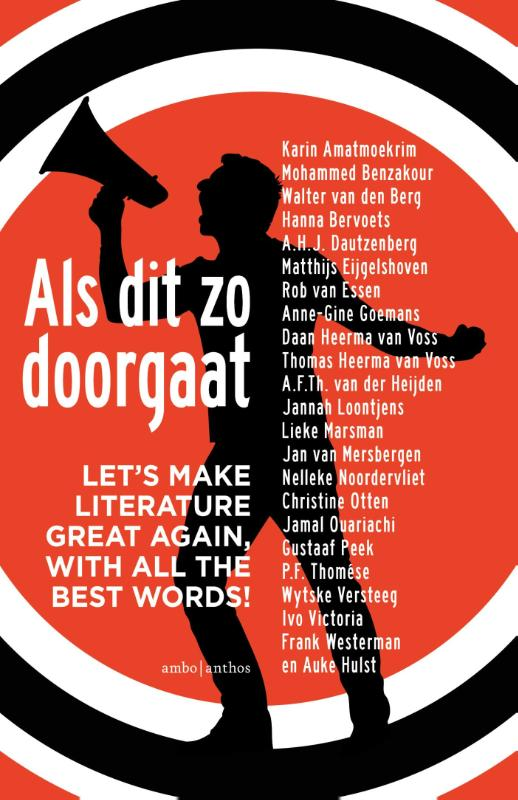 Als dit zo
doorgaat
LET'S MAKE
LITERATURE
GREAT AGAIN,
WITH ALL THE
BEST WORDS!
ambo|anthos
Karin Amatmoekrim
Mohammed Benzakour
Walter van den Berg
Hanna Bervoets
A.H.J. Dautzenberg
Matthijs Eijgelshoven
Rob van Essen
Anne-Gine Goemans
Daan Heerma van Voss
Thomas Heerma van Voss
A.F.Th. van der Heijden
Jannah Loontjens
Lieke Marsman
Jan van Mersbergen
Nelleke Noordervliet
Christine Otten
Jamal Ouariachi
Gustaaf Peek
P.F. Thomése
Wytske Versteeg
Ivo Victoria
Frank Westerman
en Auke Hulst